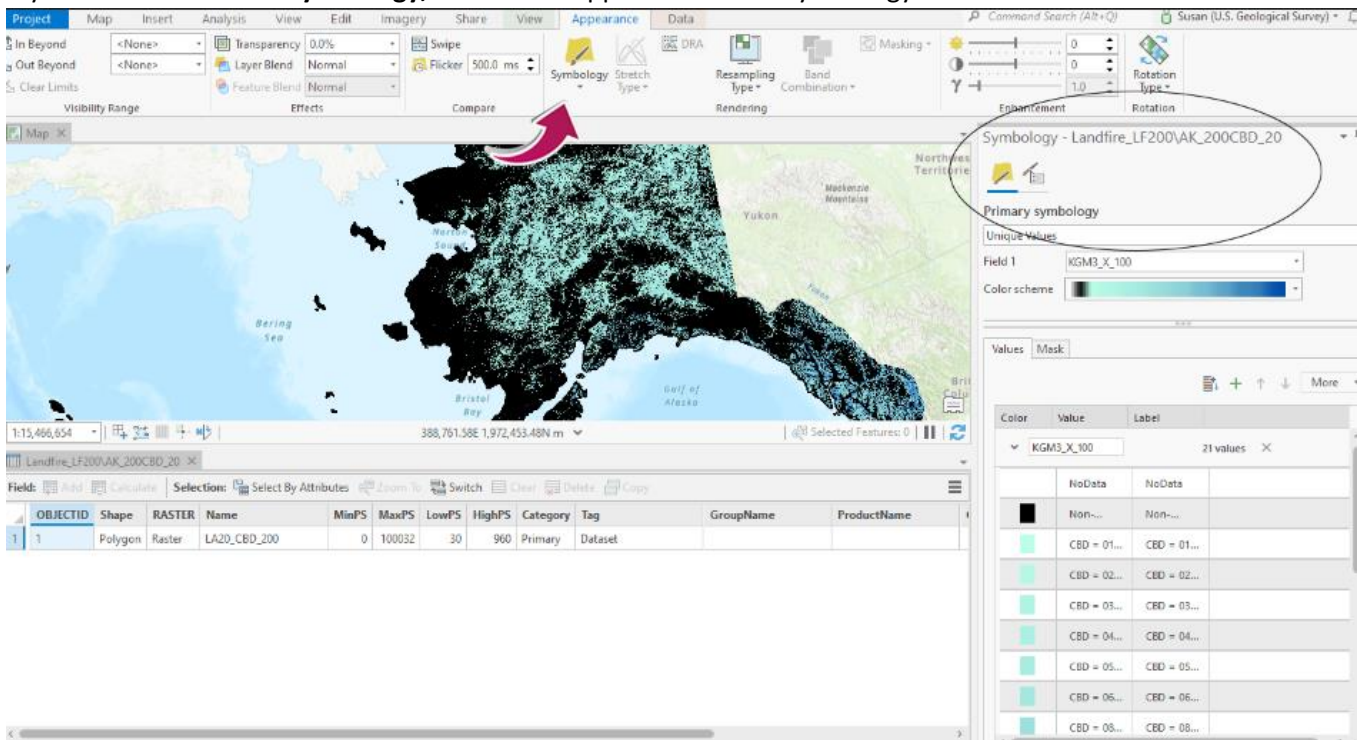 Project Map Insert Analysis View Edit Imagery Share View Appearance Data Command Search (Alt+Q) Susan (U.S. Geological Survey)
In Beyond <None> Transparency 0.0% Swipe DRA Masking 0
Out Beyond <None> Layer Blend Normal Flicker 500.0 ms Symbology Stretch Type Resampling Type Band Combination 0 Rotation Type
Clear Limits Feature Blend Normal 1.0
Visibility Range Effects Compare Rendering Enhancement Rotation
Map
Symbology - Landfire_LF200\AK_200CBD_20
Primary symbology
Unique Values
Field 1 KGM3_X_100
Color scheme
Values Mask
More
Color Value Label
KGM3_X_100 21 values
NoData NoData
Non-... Non-...
CBD = 01... CBD = 01...
CBD = 02... CBD = 02...
CBD = 03... CBD = 03...
CBD = 04... CBD = 04...
CBD = 05... CBD = 05...
CBD = 06... CBD = 06...
CBD = 08... CBD = 08...
Mackenzie
Mountains
Yukon
Yukon
Norton
Sound
Bering
Sea
Bristol
Bay
Gulf of
Alaska
1:15,466,654 388,761.58E 1,972,453.48N m Selected Features: 0
Landfire_LF200\AK_200CBD_20
Field: Add Calculate Selection: Select By Attributes Zoom To Switch Clear Delete Copy
OBJECTID Shape RASTER Name MinPS MaxPS LowPS HighPS Category Tag GroupName ProductName
1 1 Polygon Raster LA20_CBD_200 0 100032 30 960 Primary Dataset